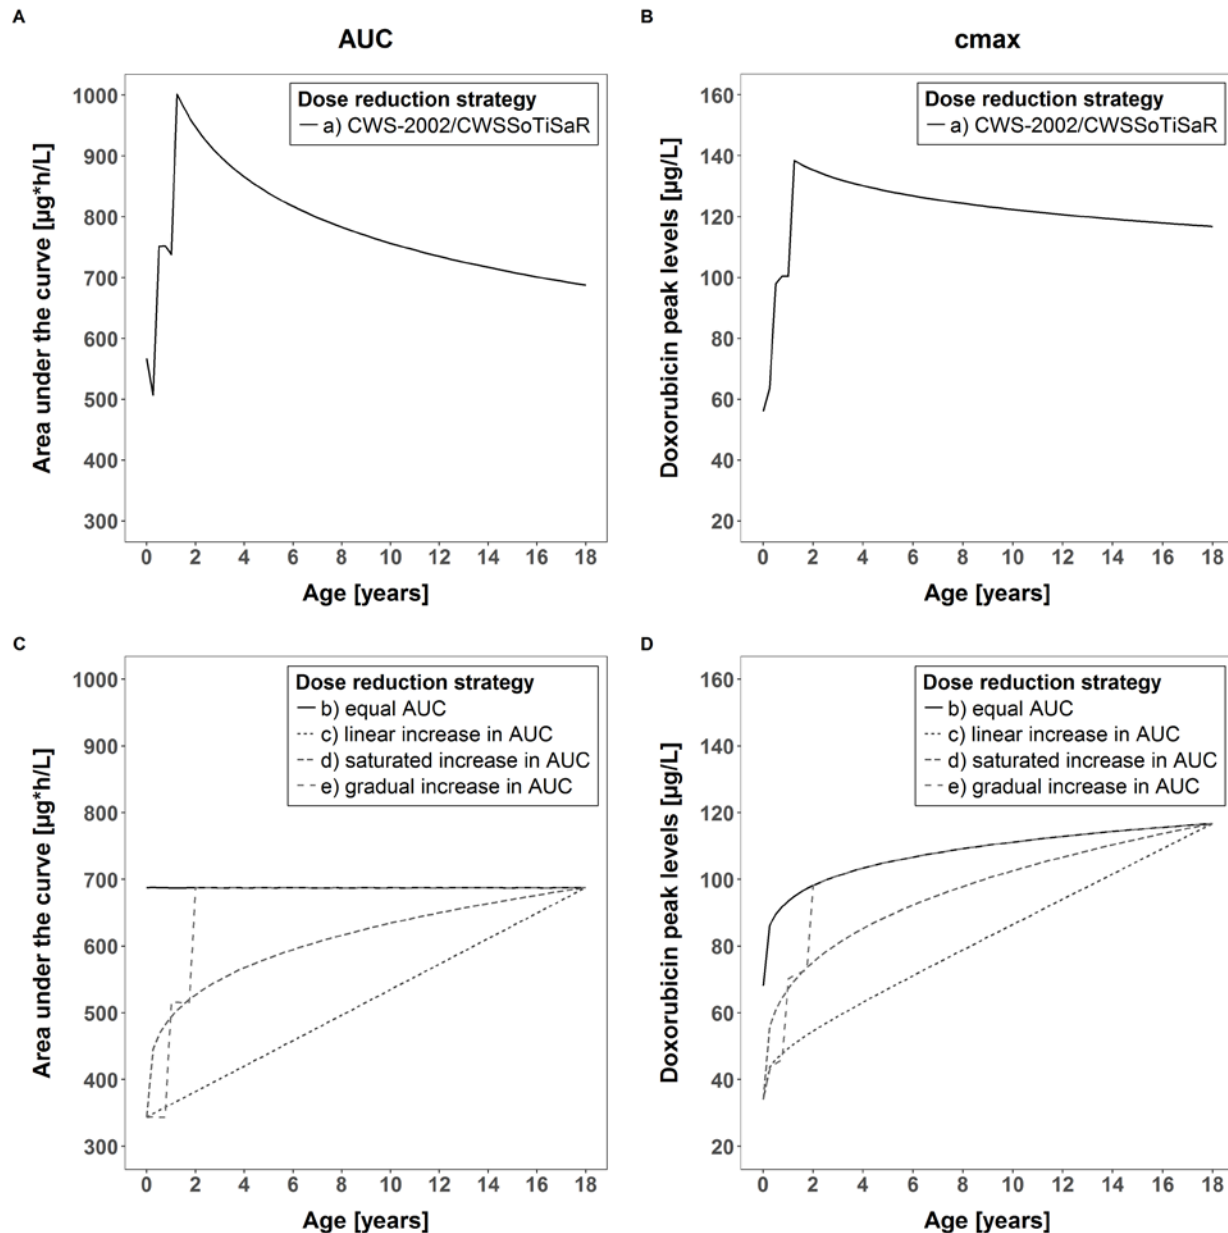 A
AUC
Area under the curve [µg*h/L]
1000
900
800
700
600
500
400
300
Dose reduction strategy
a) CWS-2002/CWSSoTiSaR
0 2 4 6 8 10 12 14 16 18
Age [years]
B
cmax
Doxorubicin peak levels [µg/L]
160
140
120
100
80
60
40
20
Dose reduction strategy
a) CWS-2002/CWSSoTiSaR
0 2 4 6 8 10 12 14 16 18
Age [years]
C
Area under the curve [µg*h/L]
1000
900
800
700
600
500
400
300
Dose reduction strategy
b) equal AUC
c) linear increase in AUC
d) saturated increase in AUC
e) gradual increase in AUC
0 2 4 6 8 10 12 14 16 18
Age [years]
D
Doxorubicin peak levels [µg/L]
160
140
120
100
80
60
40
20
Dose reduction strategy
b) equal AUC
c) linear increase in AUC
d) saturated increase in AUC
e) gradual increase in AUC
0 2 4 6 8 10 12 14 16 18
Age [years]